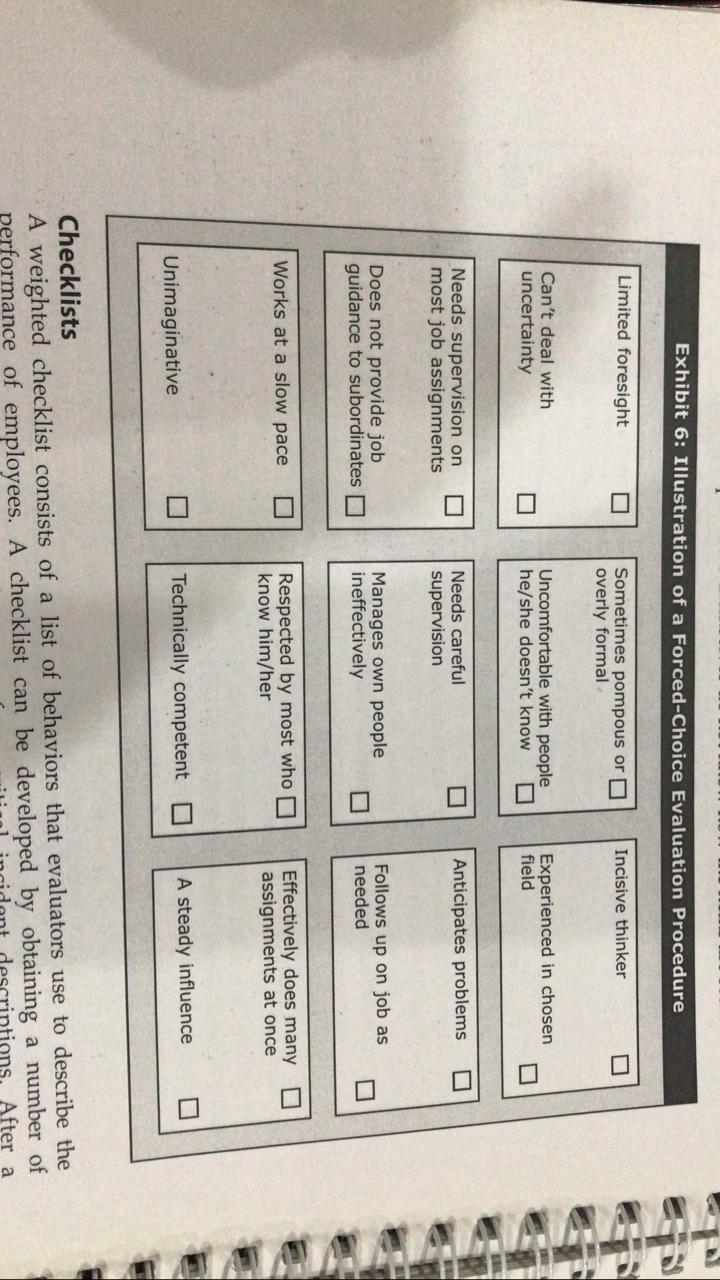 Exhibit 6: Illustration of a Forced-Choice Evaluation Procedure
Limited foresight
Can't deal with
uncertainty
Sometimes pompous or
overly formal
Uncomfortable with people
he/she doesn't know
Incisive thinker
Experienced in chosen
field
Needs supervision on
most job assignments
Does not provide job
guidance to subordinates
Needs careful
supervision
Manages own people
ineffectively
Anticipates problems
Follows up on job as
needed
Works at a slow pace
Unimaginative
Respected by most who
know him/her
Technically competent
Effectively does many
assignments at once
A steady influence
Checklists
A weighted checklist consists of a list of behaviors that evaluators use to describe the
performance of employees. A checklist can be developed by obtaining a number of
incident descriptions. After a